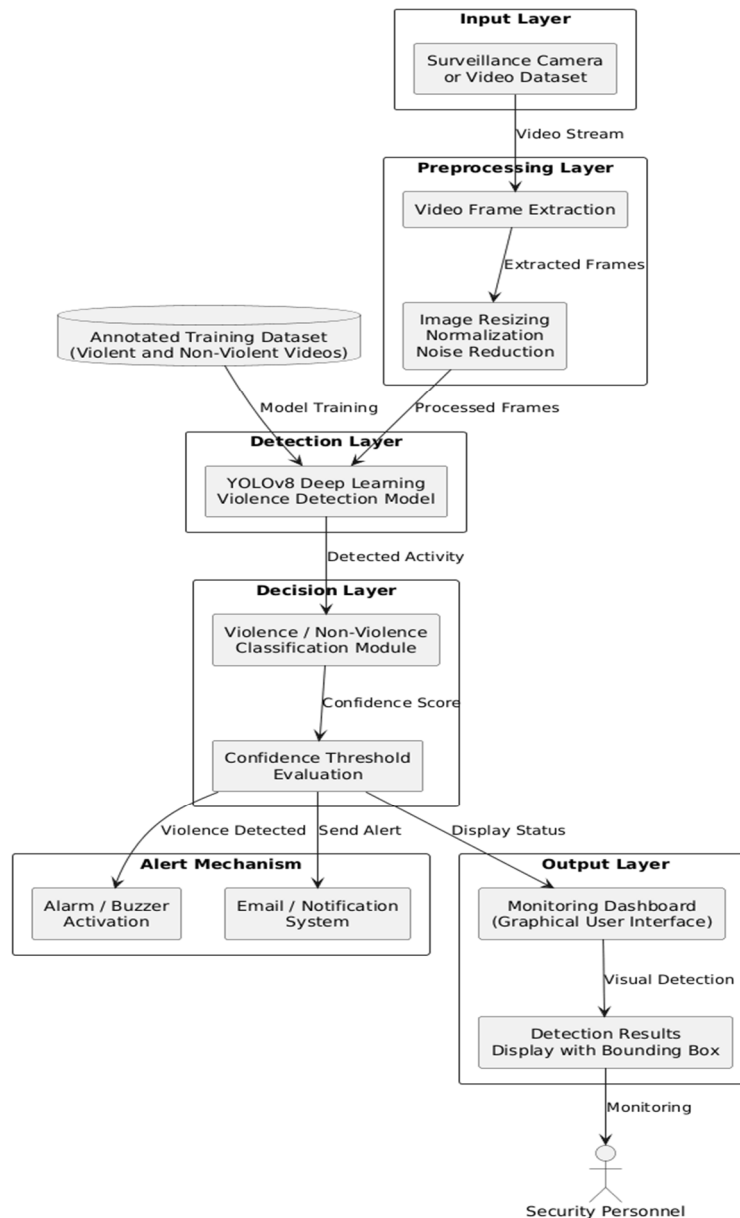 Input Layer
Surveillance Camera
or Video Dataset
Video Stream
Preprocessing Layer
Video Frame Extraction
Extracted Frames
Image Resizing
Normalization
Noise Reduction
Annotated Training Dataset
(Violent and Non-Violent Videos)
Model Training
Processed Frames
Detection Layer
YOLOv8 Deep Learning
Violence Detection Model
Detected Activity
Decision Layer
Violence / Non-Violence
Classification Module
Confidence Score
Confidence Threshold
Evaluation
Violence Detected
Send Alert
Display Status
Alert Mechanism
Alarm / Buzzer
Activation
Email / Notification
System
Output Layer
Monitoring Dashboard
(Graphical User Interface)
Visual Detection
Detection Results
Display with Bounding Box
Monitoring
Security Personnel